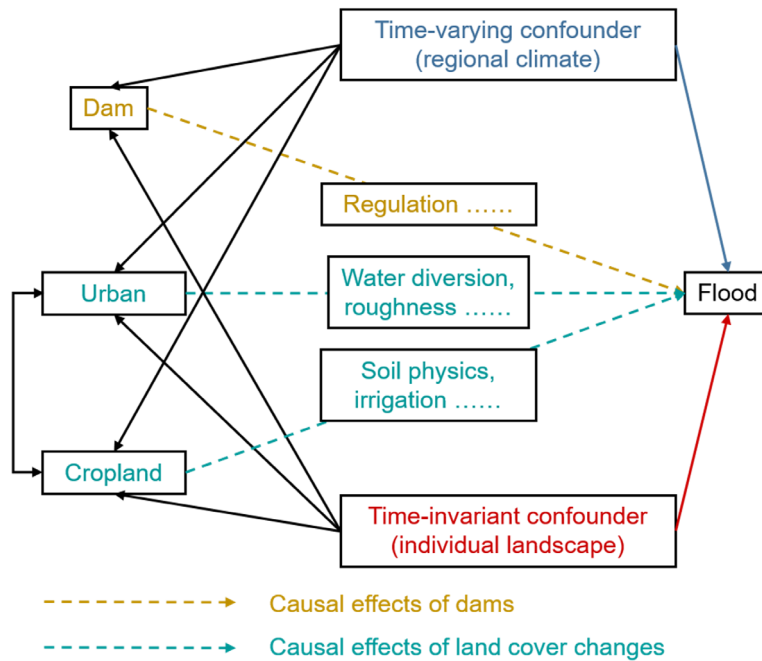 Time-varying confounder
(regional climate)
Dam
Regulation ......
Urban
Water diversion,
roughness ......
Flood
Soil physics,
irrigation ......
Cropland
Time-invariant confounder
(individual landscape)
Causal effects of dams
Causal effects of land cover changes